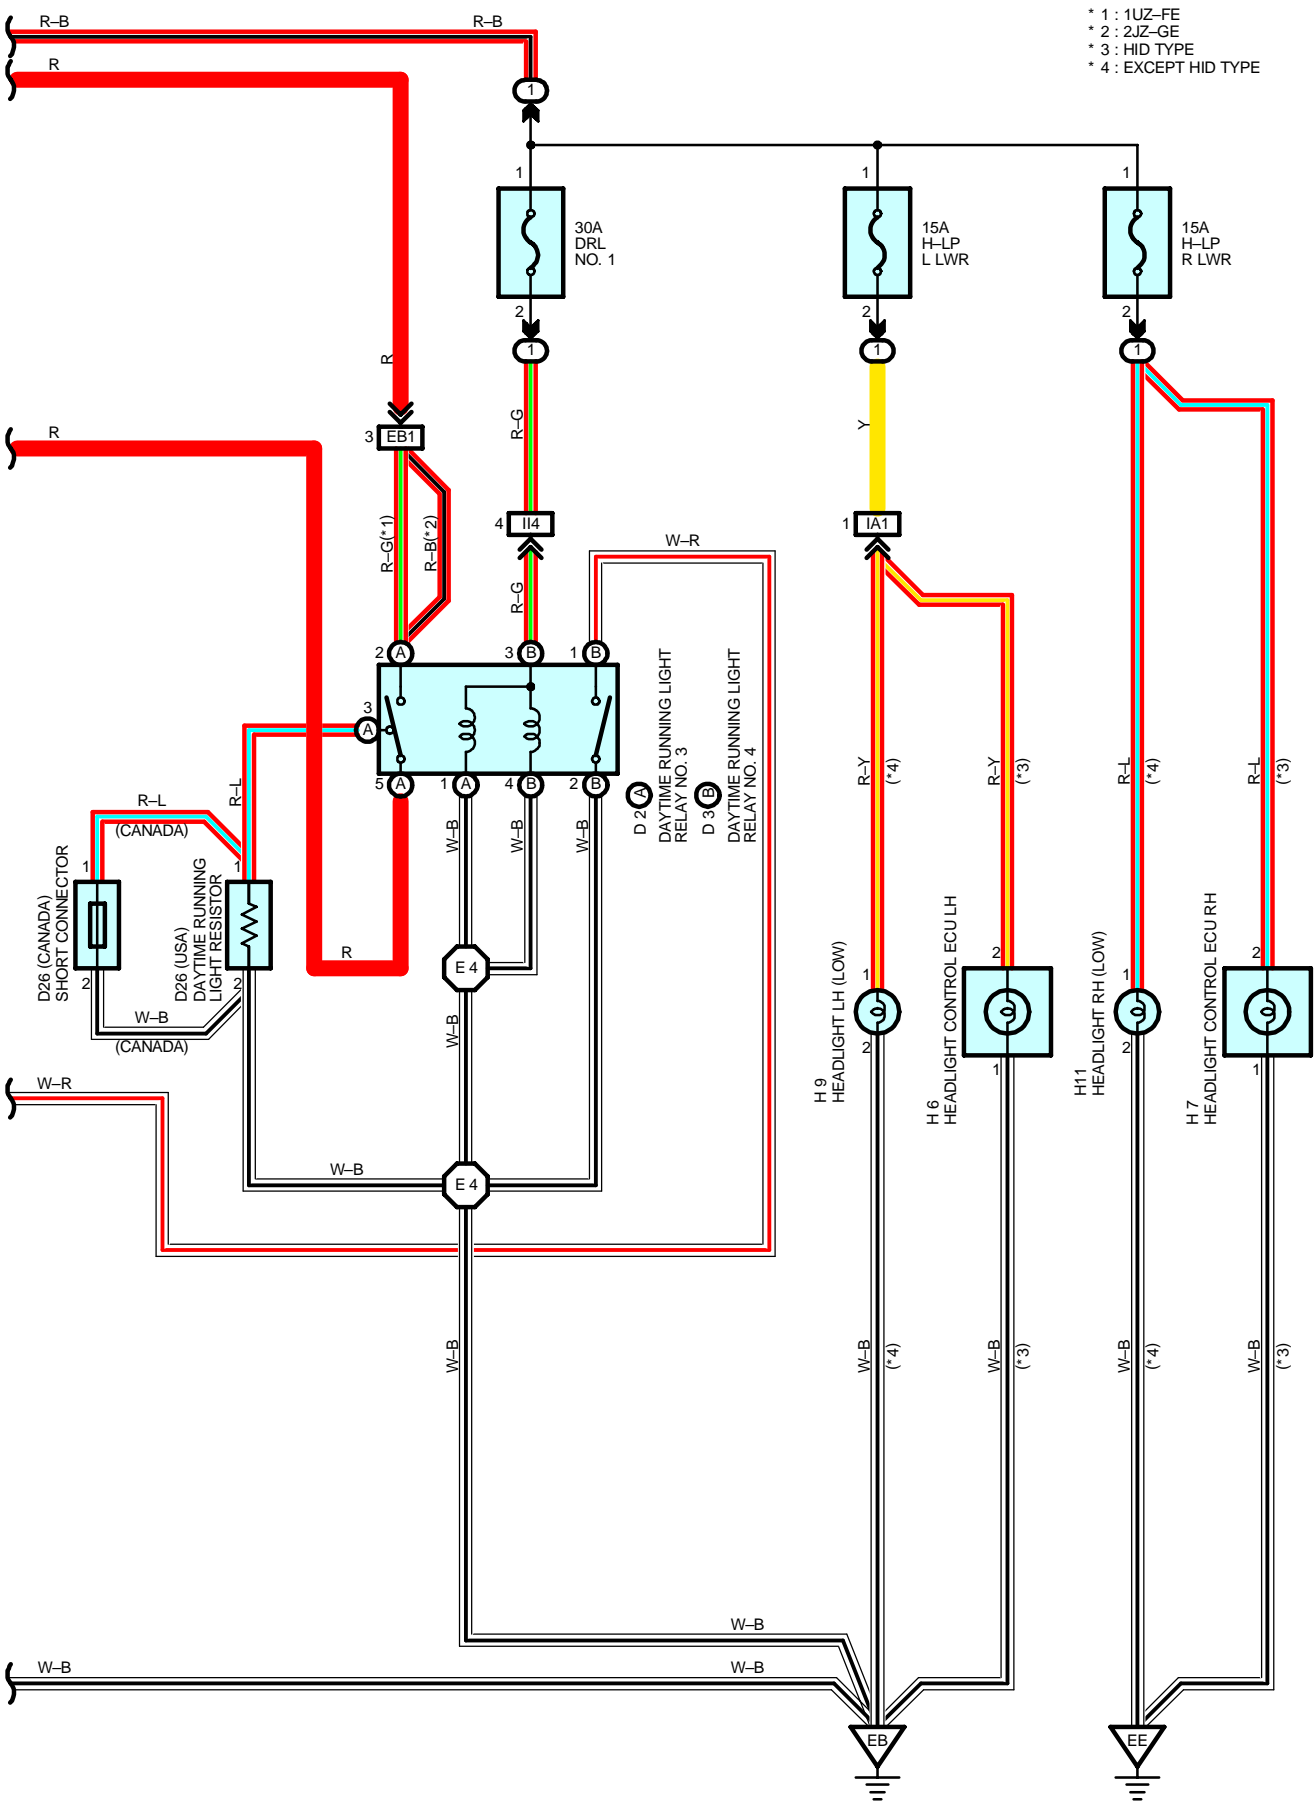 R–B
R–B
* 1 : 1UZ–FE
* 2 : 2JZ–GE
* 3 : HID TYPE
* 4 : EXCEPT HID TYPE
R
1
1
1
1
30A
DRL
NO. 1
15A
H–LP
L LWR
15A
H–LP
R LWR
2
2
2
1
1
1
R
R–G
Y
R
3
EB1
4
II4
1
IA1
R–G(*1)
R–B(*2)
W–R
R–G
2
A
3
B
1
B
3
A
5
A
1
A
4
B
2
B
D 2 A
DAYTIME RUNNING LIGHT
RELAY NO. 3
D 3 B
DAYTIME RUNNING LIGHT
RELAY NO. 4
R–Y
(*4)
R–Y
(*3)
R–L
(*4)
R–L
(*3)
R–L
R–L
(CANADA)
W–B
W–B
W–B
1
1
D26 (CANADA)
SHORT CONNECTOR
D26 (USA)
DAYTIME RUNNING
LIGHT RESISTOR
2
2
R
E 4
W–B
(CANADA)
W–B
1
2
H 9
HEADLIGHT LH (LOW)
2
1
H 6
HEADLIGHT CONTROL ECU LH
1
2
H11
HEADLIGHT RH (LOW)
2
1
H 7
HEADLIGHT CONTROL ECU RH
W–R
W–B
E 4
W–B
W–B
(*4)
W–B
(*3)
W–B
(*4)
W–B
(*3)
W–B
W–B
W–B
EB
EE